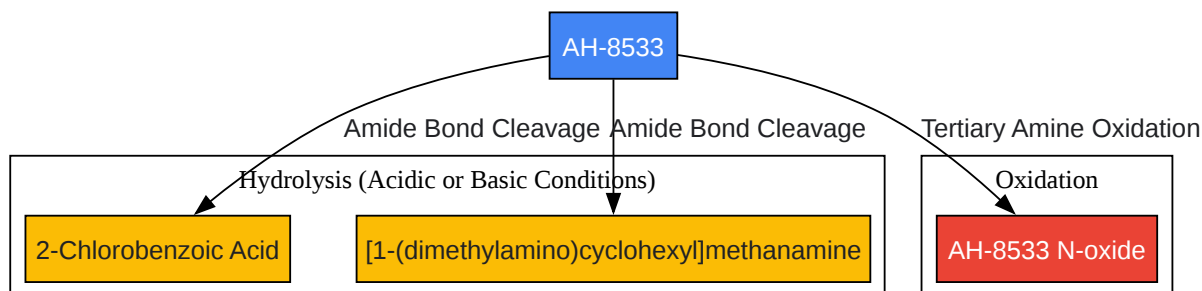 AH-8533
Amide Bond Cleavage
Amide Bond Cleavage
Tertiary Amine Oxidation
Hydrolysis (Acidic or Basic Conditions)
Oxidation
2-Chlorobenzoic Acid
[1-(dimethylamino)cyclohexyl]methanamine
AH-8533 N-oxide